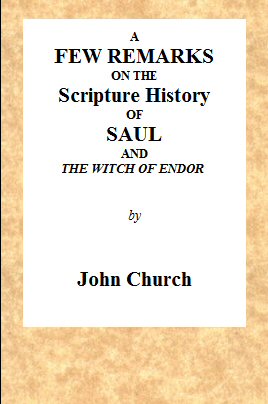 A
FEW REMARKS
ON THE
Scripture History
OF
SAUL
AND
THE WITCH OF ENDOR
by
John Church